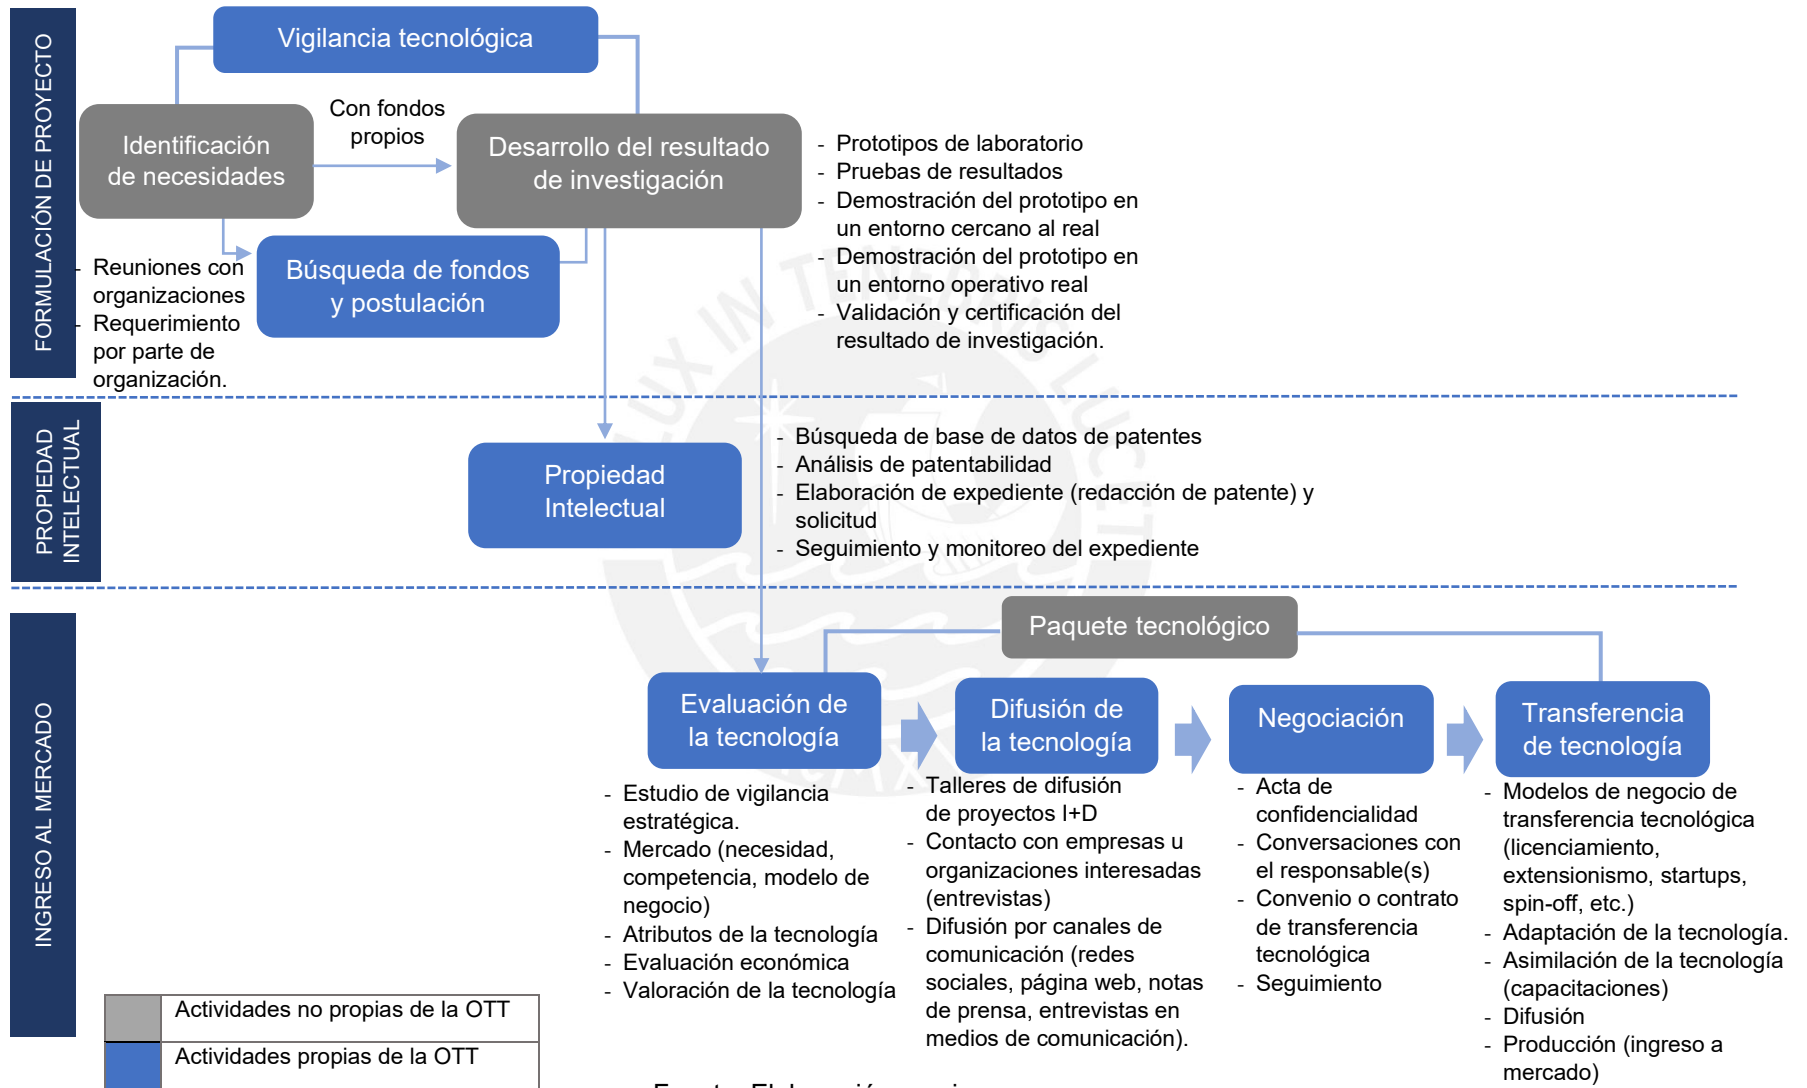 FORMULACIÓN DE PROYECTO
Vigilancia tecnológica
Identificación
de necesidades
Con fondos
propios
Desarrollo del resultado
de investigación
- Prototipos de laboratorio
- Pruebas de resultados
- Demostración del prototipo en
un entorno cercano al real
- Demostración del prototipo en
un entorno operativo real
- Validación y certificación del
resultado de investigación.
- Reuniones con
organizaciones
- Requerimiento
por parte de
organización.
Búsqueda de fondos
y postulación
LUX IN TENEBRIS LUCET
PROPIEDAD
INTELECTUAL
Propiedad
Intelectual
- Búsqueda de base de datos de patentes
- Análisis de patentabilidad
- Elaboración de expediente (redacción de patente) y
solicitud
- Seguimiento y monitoreo del expediente
INGRESO AL MERCADO
Paquete tecnológico
Evaluación de
la tecnología
- Estudio de vigilancia
estratégica.
- Mercado (necesidad,
competencia, modelo de
negocio)
- Atributos de la tecnología
- Evaluación económica
- Valoración de la tecnología
Difusión de
la tecnología
- Talleres de difusión
de proyectos I+D
- Contacto con empresas u
organizaciones interesadas
(entrevistas)
- Difusión por canales de
comunicación (redes
sociales, página web, notas
de prensa, entrevistas en
medios de comunicación).
Negociación
- Acta de
confidencialidad
- Conversaciones con
el responsable(s)
- Convenio o contrato
de transferencia
tecnológica
- Seguimiento
Transferencia
de tecnología
- Modelos de negocio de
transferencia tecnológica
(licenciamiento,
extensionismo, startups,
spin-off, etc.)
- Adaptación de la tecnología.
- Asimilación de la tecnología
(capacitaciones)
- Difusión
- Producción (ingreso a
mercado)
Actividades no propias de la OTT
Actividades propias de la OTT